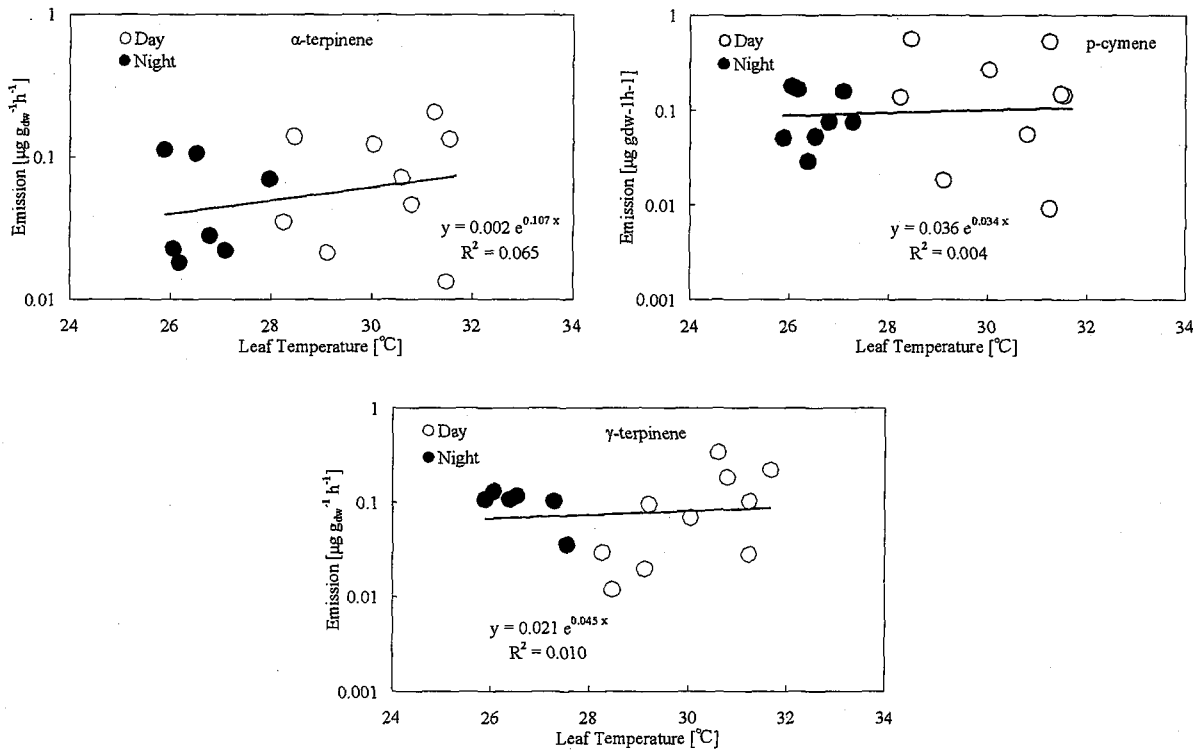 1
○ Day
● Night
α-terpinene
0.1
Emission [μg g_dw^-1 h^-1]
y = 0.002 e^0.107 x
R^2 = 0.065
0.01
24 26 28 30 32 34
Leaf Temperature [℃]
1
○ Day
● Night
p-cymene
0.1
Emission [μg gdw-1h-1]
0.01
y = 0.036 e^0.034 x
R^2 = 0.004
0.001
24 26 28 30 32 34
Leaf Temperature [℃]
1
○ Day
● Night
γ-terpinene
0.1
Emission [μg g_dw^-1 h^-1]
0.01
y = 0.021 e^0.045 x
R^2 = 0.010
0.001
24 26 28 30 32 34
Leaf Temperature [℃]